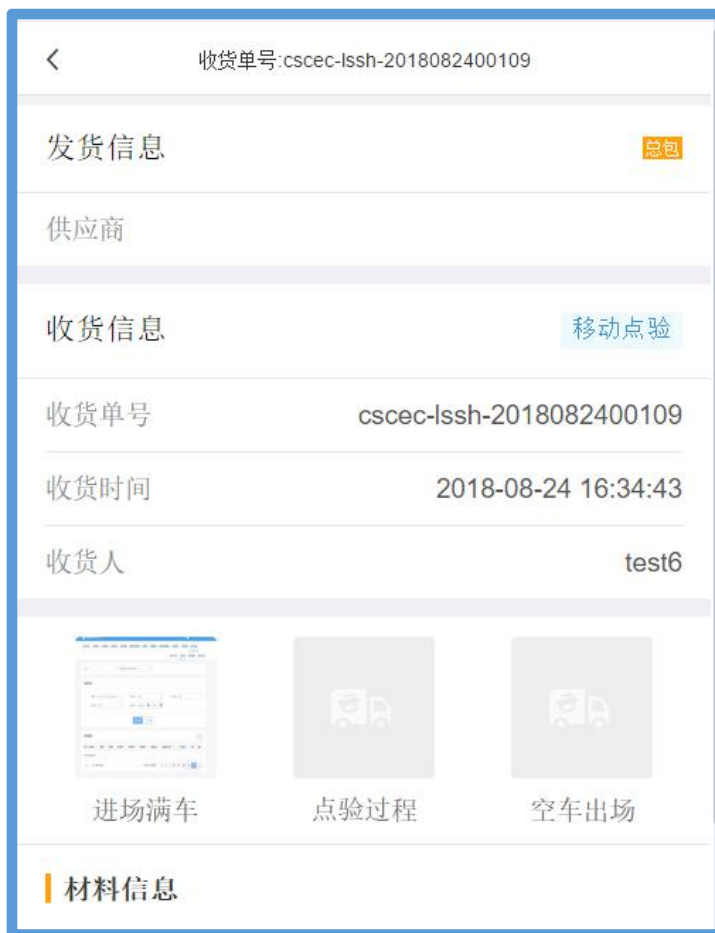 收货单号:cscec-lssh-2018082400109
发货信息 总包
供应商
收货信息 移动点验
收货单号 cscec-lssh-2018082400109
收货时间 2018-08-24 16:34:43
收货人 test6
进场满车 点验过程 空车出场
材料信息